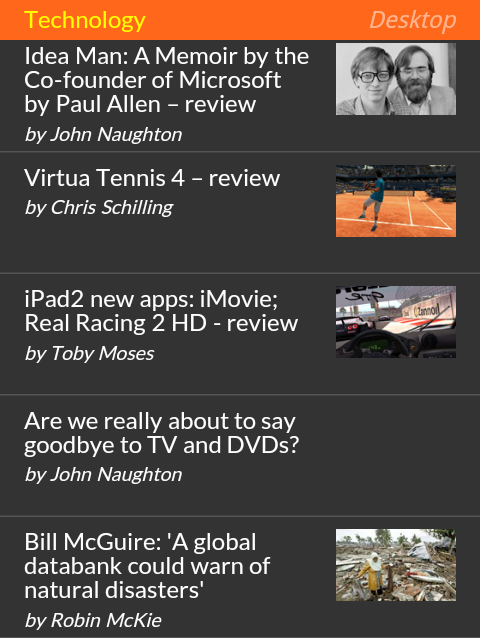 Technology
Desktop
Idea Man: A Memoir by the
Co-founder of Microsoft
by Paul Allen – review
by John Naughton
Virtua Tennis 4 – review
by Chris Schilling
iPad2 new apps: iMovie;
Real Racing 2 HD - review
by Toby Moses
Are we really about to say
goodbye to TV and DVDs?
by John Naughton
Bill McGuire: 'A global
databank could warn of
natural disasters'
by Robin McKie